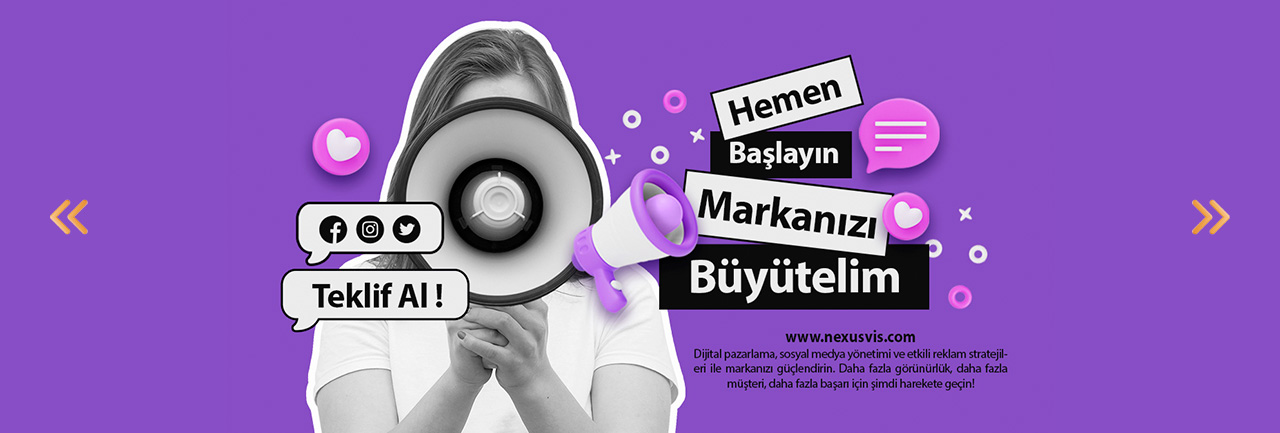 Hemen
Başlayın
Markanızı
Büyütelim
Teklif Al !
www.nexusvis.com
Dijital pazarlama, sosyal medya yönetimi ve etkili reklam stratejil-
eri ile markanızı güçlendirin. Daha fazla görünürlük, daha fazla
müşteri, daha fazla başarı için şimdi harekete geçin!